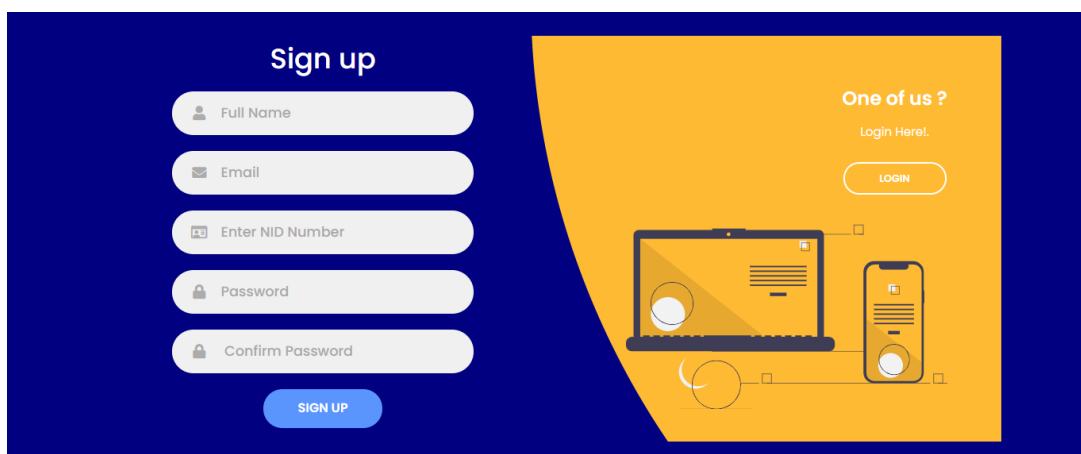 Sign up
Full Name
Email
Enter NID Number
Password
Confirm Password
SIGN UP
One of us ?
Login Here!.
LOGIN